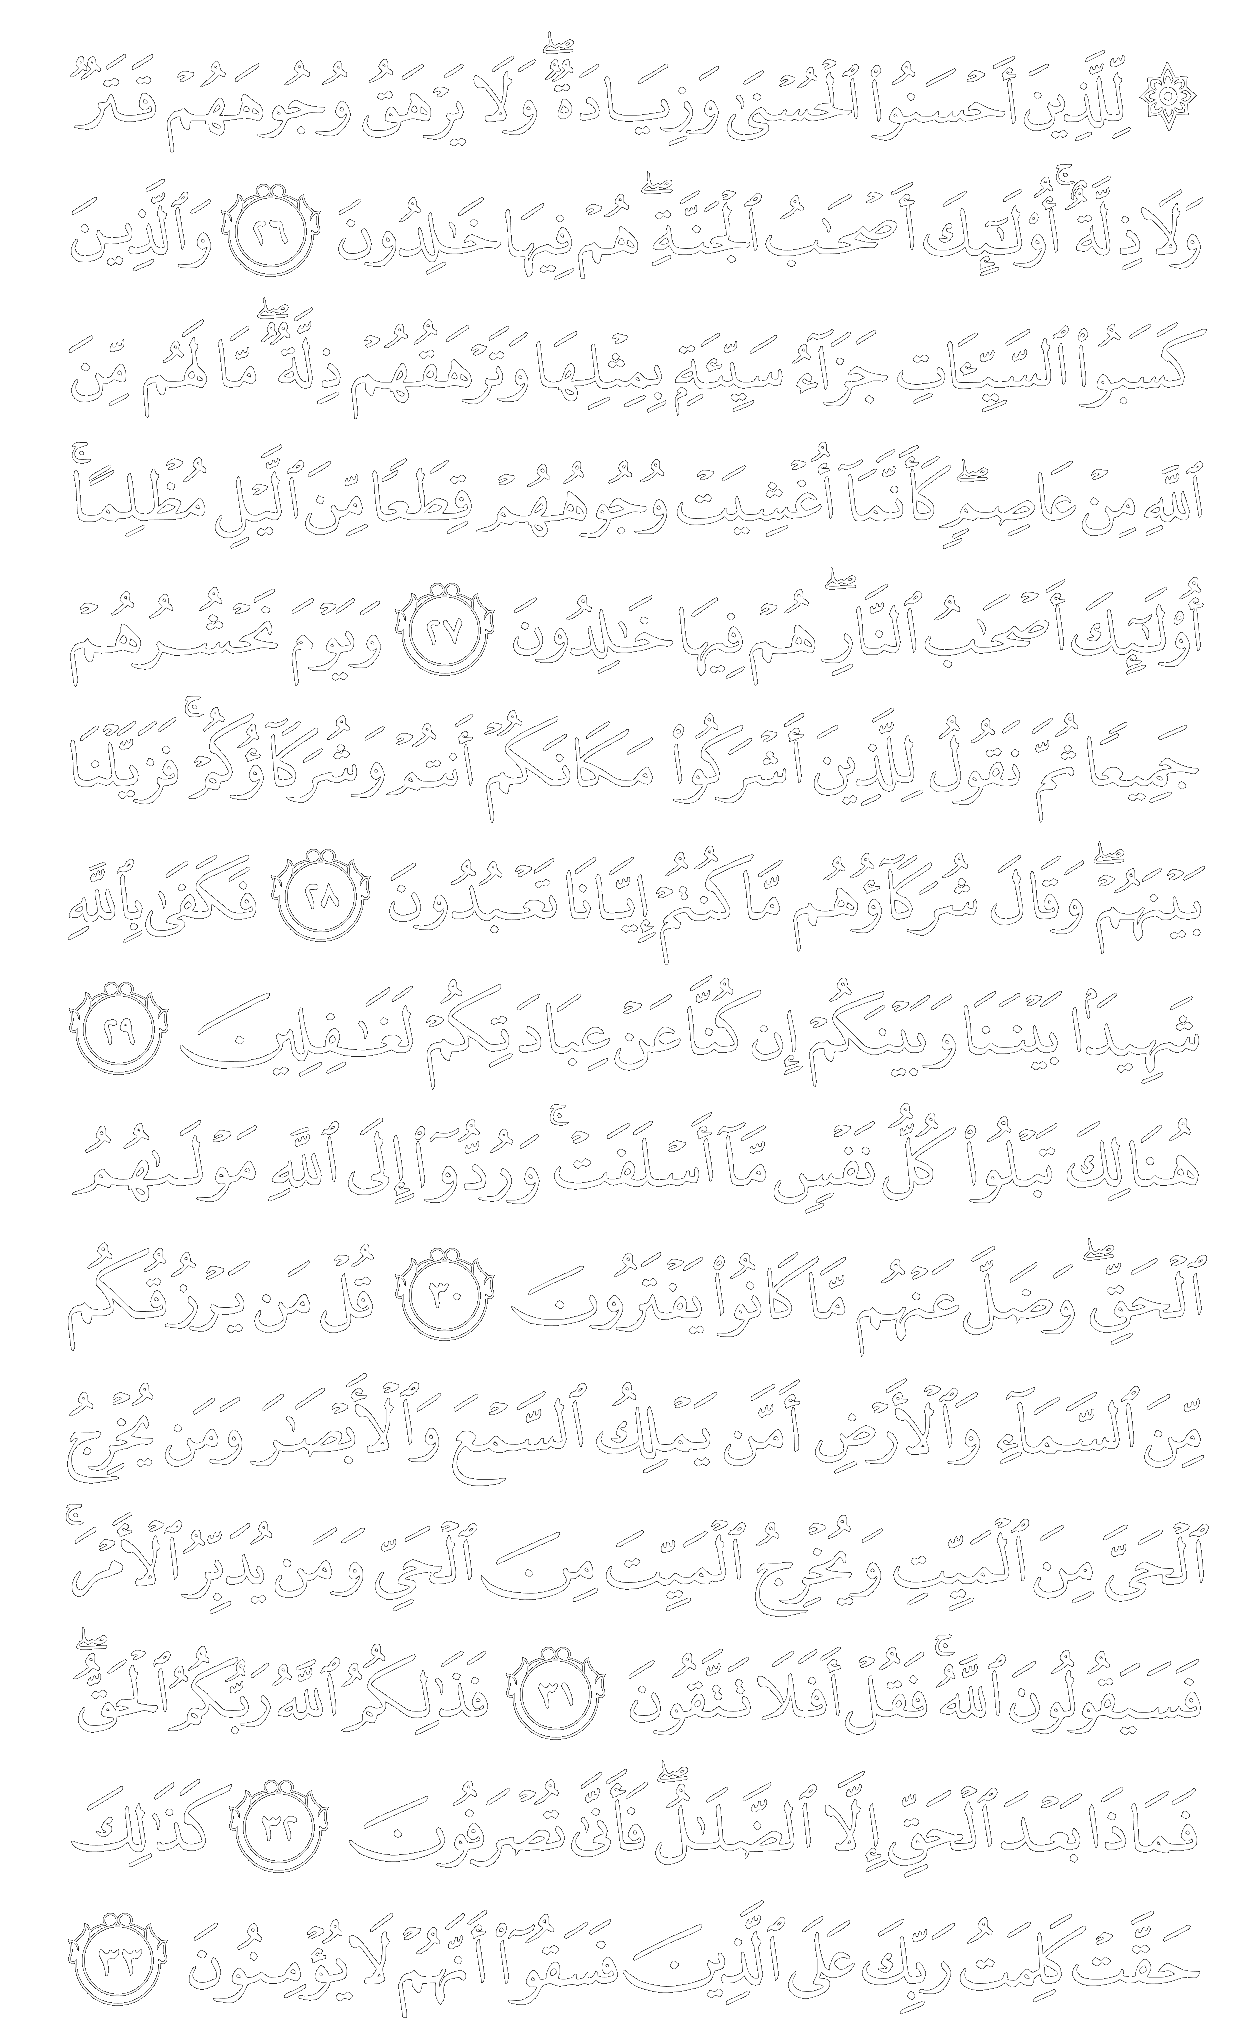 ۞ لِّلَّذِينَ أَحْسَنُوا۟ ٱلْحُسْنَىٰ وَزِيَادَةٌ ۖ وَلَا يَرْهَقُ وُجُوهَهُمْ قَتَرٌ
وَلَا ذِلَّةٌ ۚ أُو۟لَـٰٓئِكَ أَصْحَـٰبُ ٱلْجَنَّةِ ۖ هُمْ فِيهَا خَـٰلِدُونَ ٢٦ وَٱلَّذِينَ
كَسَبُوا۟ ٱلسَّيِّـَٔاتِ جَزَآءُ سَيِّئَةٍۭ بِمِثْلِهَا وَتَرْهَقُهُمْ ذِلَّةٌ ۖ مَّا لَهُم مِّنَ
ٱللَّهِ مِنْ عَاصِمٍ ۖ كَأَنَّمَآ أُغْشِيَتْ وُجُوهُهُمْ قِطَعًا مِّنَ ٱلَّيْلِ مُظْلِمًا ۚ
أُو۟لَـٰٓئِكَ أَصْحَـٰبُ ٱلنَّارِ ۖ هُمْ فِيهَا خَـٰلِدُونَ ٢٧ وَيَوْمَ نَحْشُرُهُمْ
جَمِيعًا ثُمَّ نَقُولُ لِلَّذِينَ أَشْرَكُوا۟ مَكَانَكُمْ أَنتُمْ وَشُرَكَآؤُكُمْ ۚ فَزَيَّلْنَا
بَيْنَهُمْ ۖ وَقَالَ شُرَكَآؤُهُم مَّا كُنتُمْ إِيَّانَا تَعْبُدُونَ ٢٨ فَكَفَىٰ بِٱللَّهِ
شَهِيدًۢا بَيْنَنَا وَبَيْنَكُمْ إِن كُنَّا عَنْ عِبَادَتِكُمْ لَغَـٰفِلِينَ ٢٩
هُنَالِكَ تَبْلُوا۟ كُلُّ نَفْسٍ مَّآ أَسْلَفَتْ ۚ وَرُدُّوٓا۟ إِلَى ٱللَّهِ مَوْلَىٰهُمُ
ٱلْحَقِّ ۖ وَضَلَّ عَنْهُم مَّا كَانُوا۟ يَفْتَرُونَ ٣٠ قُلْ مَن يَرْزُقُكُم
مِّنَ ٱلسَّمَآءِ وَٱلْأَرْضِ أَمَّن يَمْلِكُ ٱلسَّمْعَ وَٱلْأَبْصَـٰرَ وَمَن يُخْرِجُ
ٱلْحَىَّ مِنَ ٱلْمَيِّتِ وَيُخْرِجُ ٱلْمَيِّتَ مِنَ ٱلْحَىِّ وَمَن يُدَبِّرُ ٱلْأَمْرَ ۚ
فَسَيَقُولُونَ ٱللَّهُ ۚ فَقُلْ أَفَلَا تَتَّقُونَ ٣١ فَذَٰلِكُمُ ٱللَّهُ رَبُّكُمُ ٱلْحَقُّ ۖ
فَمَاذَا بَعْدَ ٱلْحَقِّ إِلَّا ٱلضَّلَـٰلُ ۖ فَأَنَّىٰ تُصْرَفُونَ ٣٢ كَذَٰلِكَ
حَقَّتْ كَلِمَتُ رَبِّكَ عَلَى ٱلَّذِينَ فَسَقُوٓا۟ أَنَّهُمْ لَا يُؤْمِنُونَ ٣٣